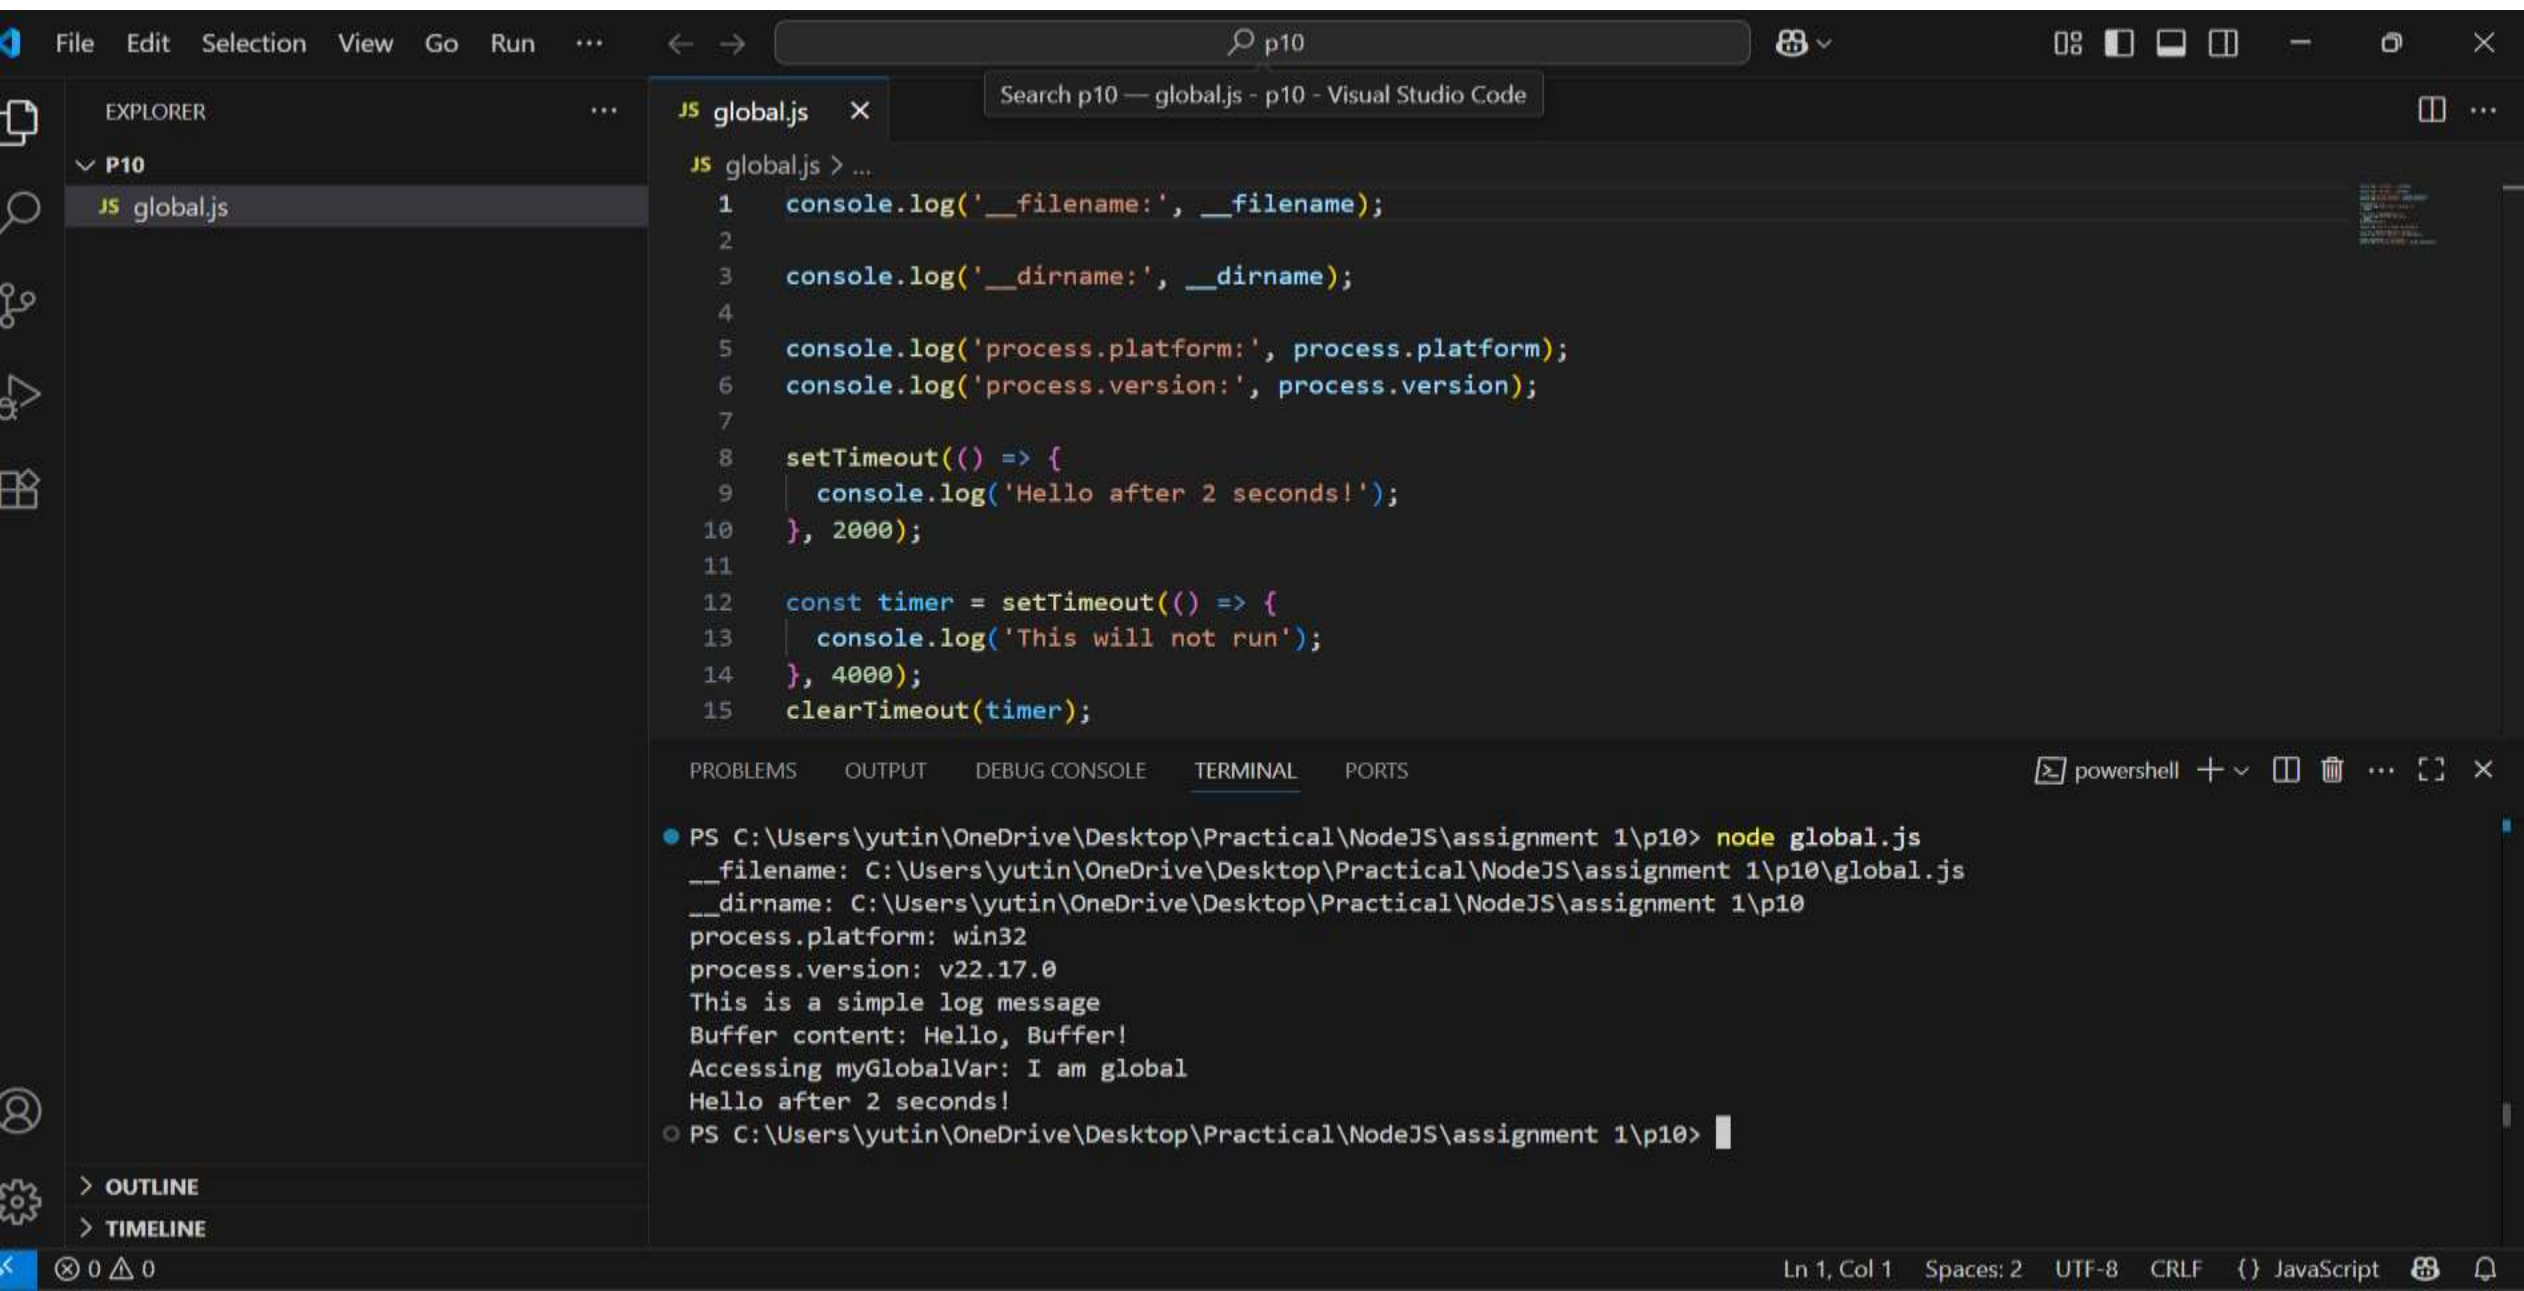 File Edit Selection View Go Run ...
p10
Search p10 — global.js - p10 - Visual Studio Code
EXPLORER
P10
JS global.js
OUTLINE
TIMELINE
JS global.js
JS global.js > ...
1 console.log('__filename:', __filename);
2
3 console.log('__dirname:', __dirname);
4
5 console.log('process.platform:', process.platform);
6 console.log('process.version:', process.version);
7
8 setTimeout(() => {
9 console.log('Hello after 2 seconds!');
10 }, 2000);
11
12 const timer = setTimeout(() => {
13 console.log('This will not run');
14 }, 4000);
15 clearTimeout(timer);
PROBLEMS OUTPUT DEBUG CONSOLE TERMINAL PORTS
powershell
PS C:\Users\yutin\OneDrive\Desktop\Practical\NodeJS\assignment 1\p10> node global.js
__filename: C:\Users\yutin\OneDrive\Desktop\Practical\NodeJS\assignment 1\p10\global.js
__dirname: C:\Users\yutin\OneDrive\Desktop\Practical\NodeJS\assignment 1\p10
process.platform: win32
process.version: v22.17.0
This is a simple log message
Buffer content: Hello, Buffer!
Accessing myGlobalVar: I am global
Hello after 2 seconds!
PS C:\Users\yutin\OneDrive\Desktop\Practical\NodeJS\assignment 1\p10>
0 0
Ln 1, Col 1 Spaces: 2 UTF-8 CRLF {} JavaScript